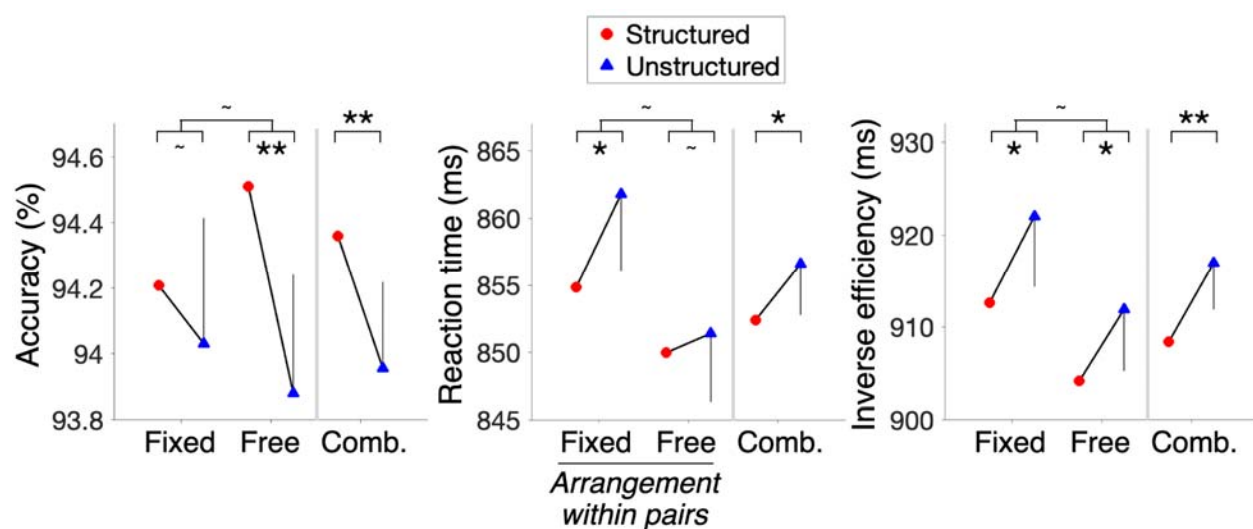 Structured
Unstructured
Accuracy (%)
94.6
94.4
94.2
94
93.8
~
~
**
**
Fixed
Free
Comb.
Reaction time (ms)
865
860
855
850
845
~
*
~
*
Fixed
Free
Comb.
Arrangement
within pairs
Inverse efficiency (ms)
930
920
910
900
~
*
*
**
Fixed
Free
Comb.